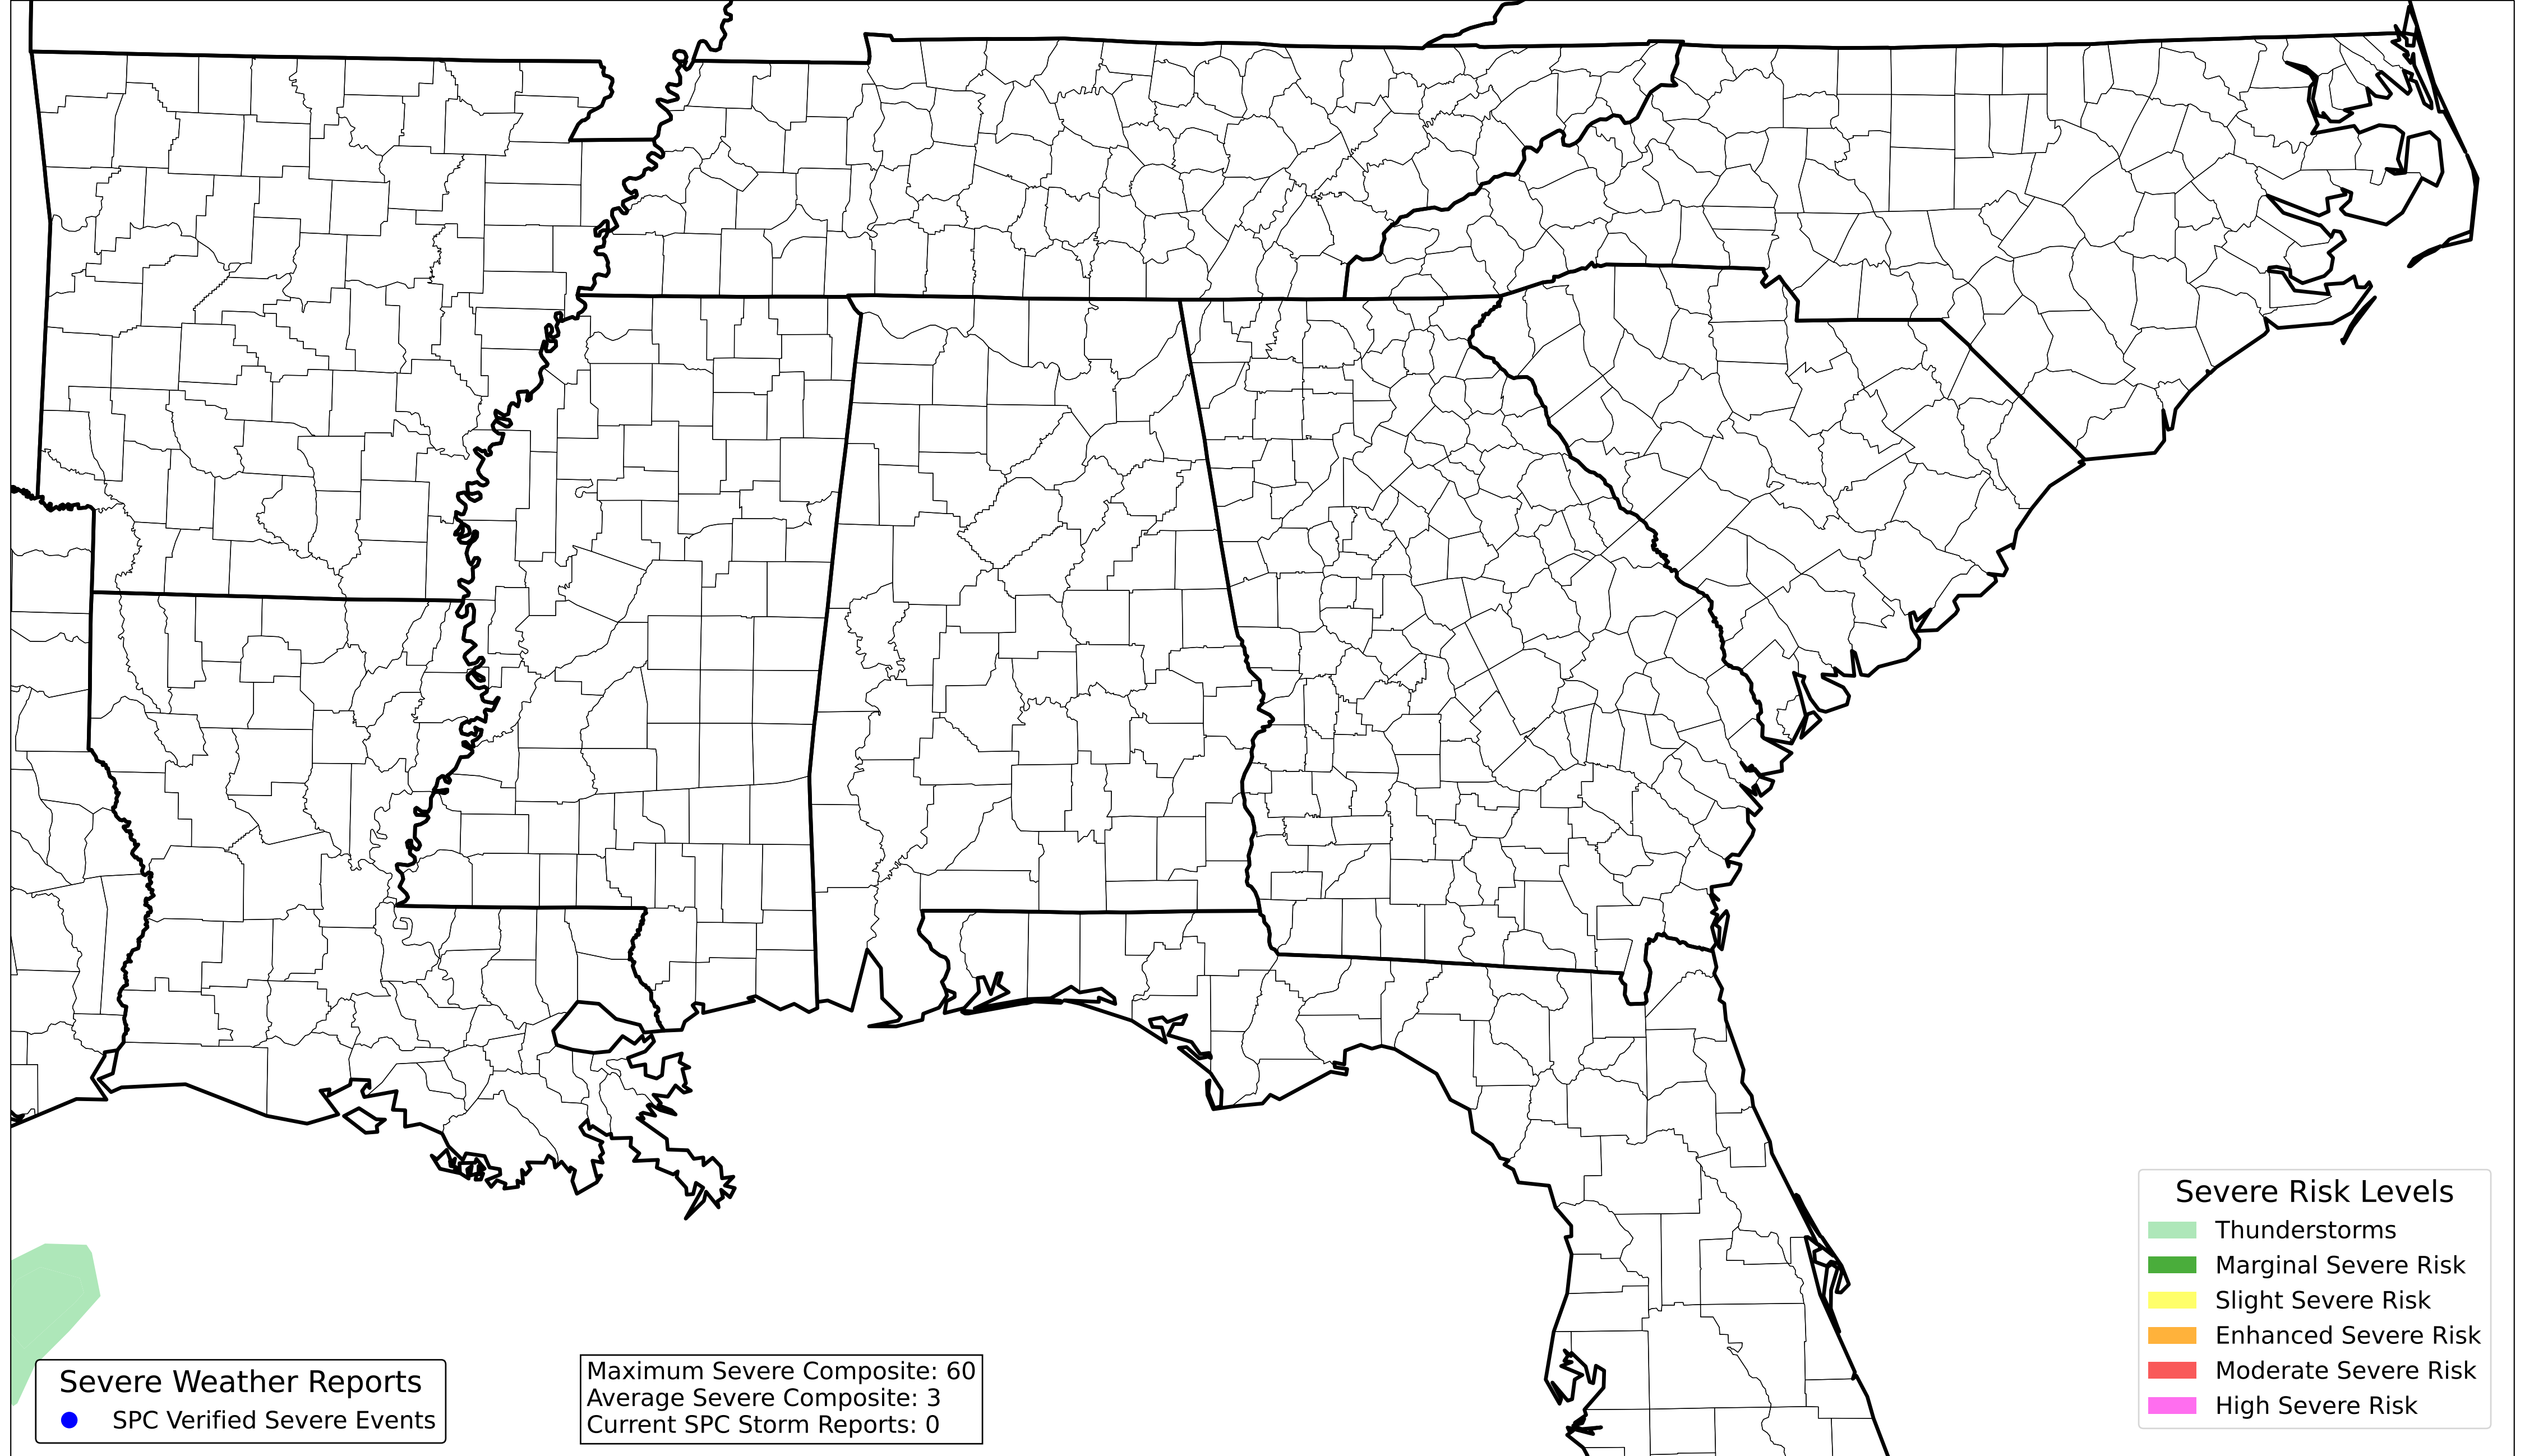 Severe Weather Reports
SPC Verified Severe Events
Maximum Severe Composite: 60
Average Severe Composite: 3
Current SPC Storm Reports: 0
Severe Risk Levels
Thunderstorms
Marginal Severe Risk
Slight Severe Risk
Enhanced Severe Risk
Moderate Severe Risk
High Severe Risk